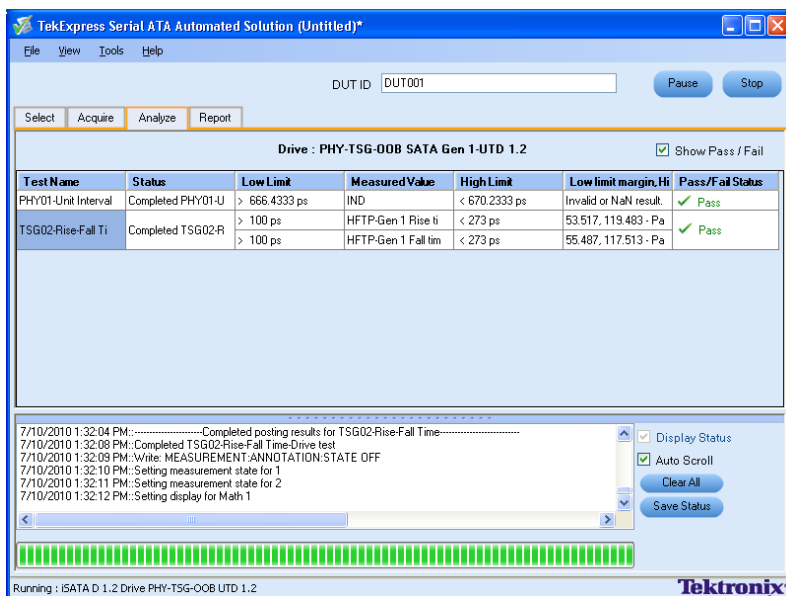 TekExpress Serial ATA Automated Solution (Untitled)*
File View Tools Help
DUT ID DUT001 Pause Stop
Select Acquire Analyze Report
Drive : PHY-TSG-OOB SATA Gen 1-UTD 1.2 Show Pass / Fail
Test Name Status Low Limit Measured Value High Limit Low limit margin, Hi Pass/Fail Status
PHY01-Unit Interval Completed PHY01-U > 666.4333 ps IND < 670.2333 ps Invalid or NaN result. Pass
TSG02-Rise-Fall Ti Completed TSG02-R > 100 ps HFTP-Gen 1 Rise ti < 273 ps 53.517, 119.483 - Pa Pass
> 100 ps HFTP-Gen 1 Fall tim < 273 ps 55.487, 117.513 - Pa
7/10/2010 1:32:04 PM::----------------------Completed posting results for TSG02-Rise-Fall Time--------------------------
7/10/2010 1:32:08 PM::Completed TSG02-Rise-Fall Time-Drive test
7/10/2010 1:32:09 PM::Write: MEASUREMENT:ANNOTATION:STATE OFF
7/10/2010 1:32:10 PM::Setting measurement state for 1
7/10/2010 1:32:11 PM::Setting measurement state for 2
7/10/2010 1:32:12 PM::Setting display for Math 1
Display Status
Auto Scroll
Clear All
Save Status
Running : iSATA D 1.2 Drive PHY-TSG-OOB UTD 1.2 Tektronix